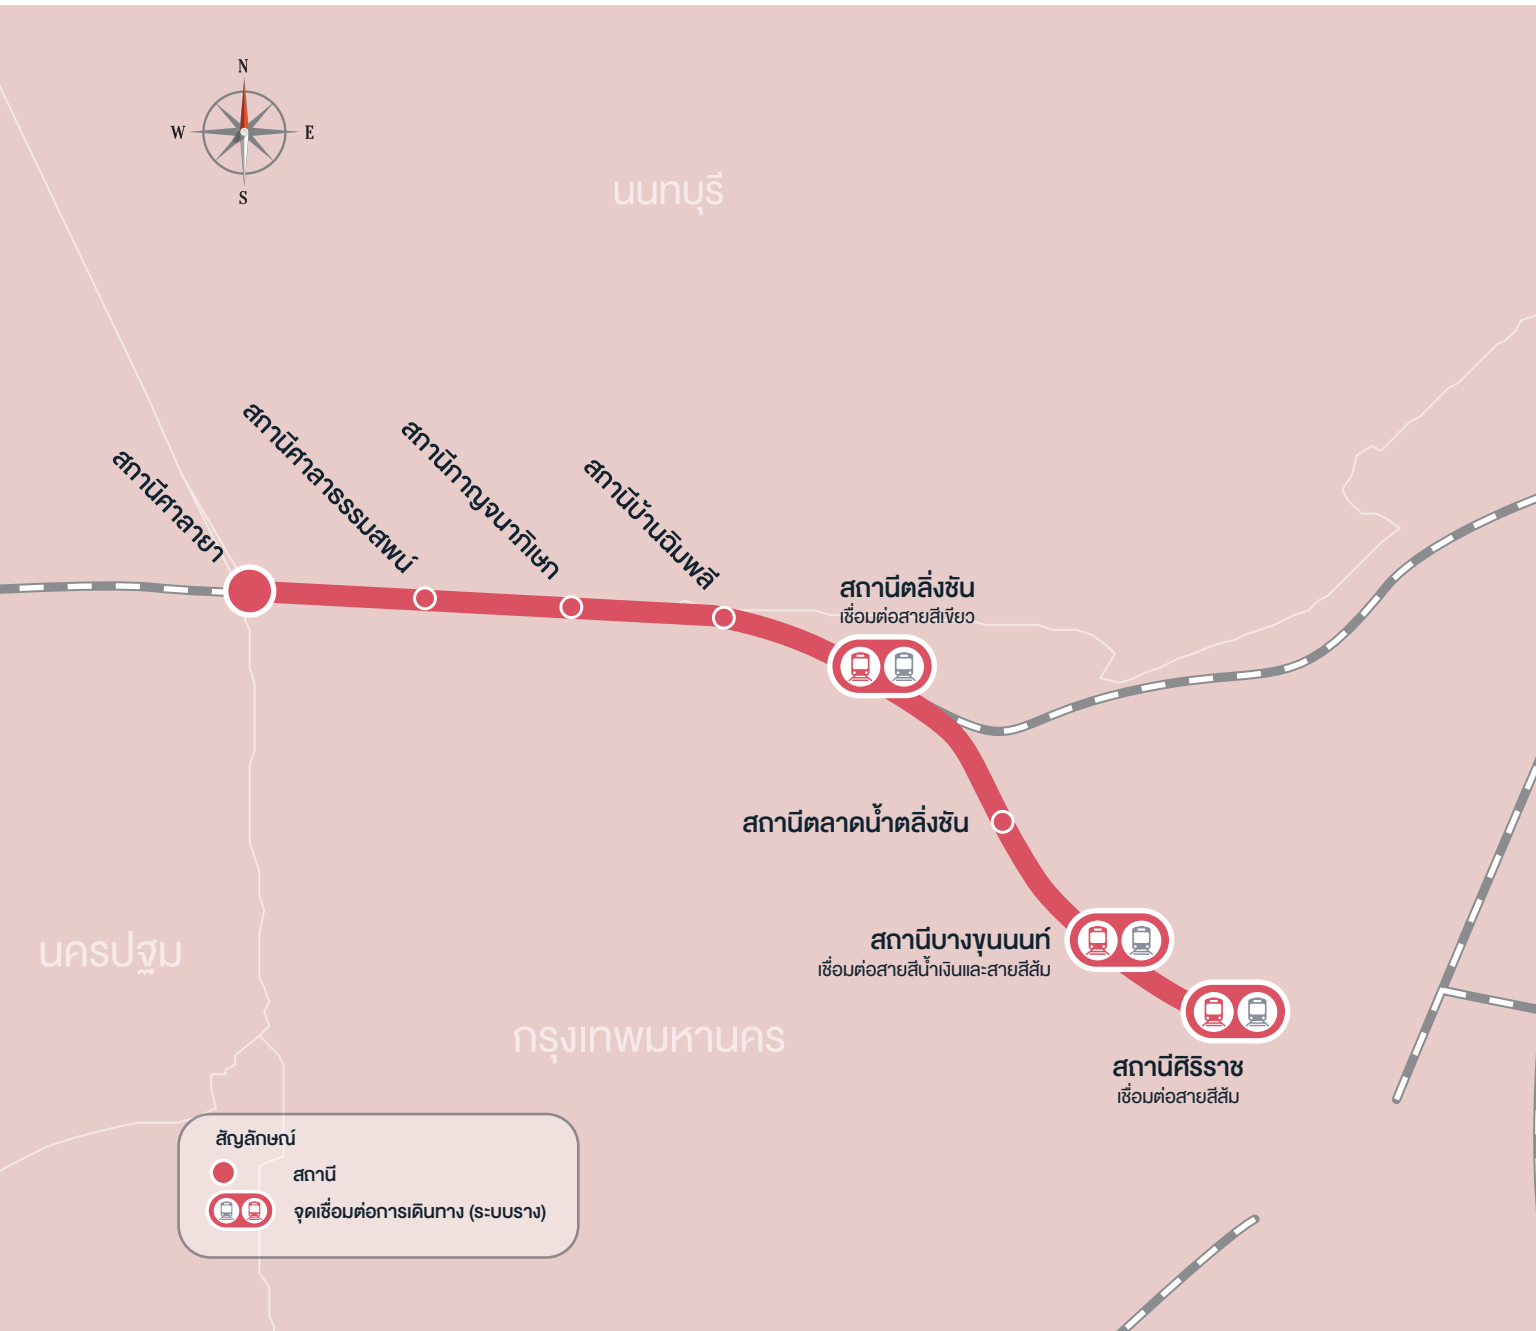 N
W
E
S
นนทบุรี
สถานีศาลายา
สถานีศาลาธรรมสพน์
สถานีกาญจนาภิเษก
สถานีบ้านฉิมพลี
สถานีตลิ่งชัน
เชื่อมต่อสายสีเขียว
สถานีตลาดน้ำตลิ่งชัน
สถานีบางขุนนนท์
เชื่อมต่อสายสีน้ำเงินและสายสีส้ม
นครปฐม
กรุงเทพมหานคร
สถานีศิริราช
เชื่อมต่อสายสีส้ม
สัญลักษณ์
สถานี
จุดเชื่อมต่อการเดินทาง (ระบบราง)